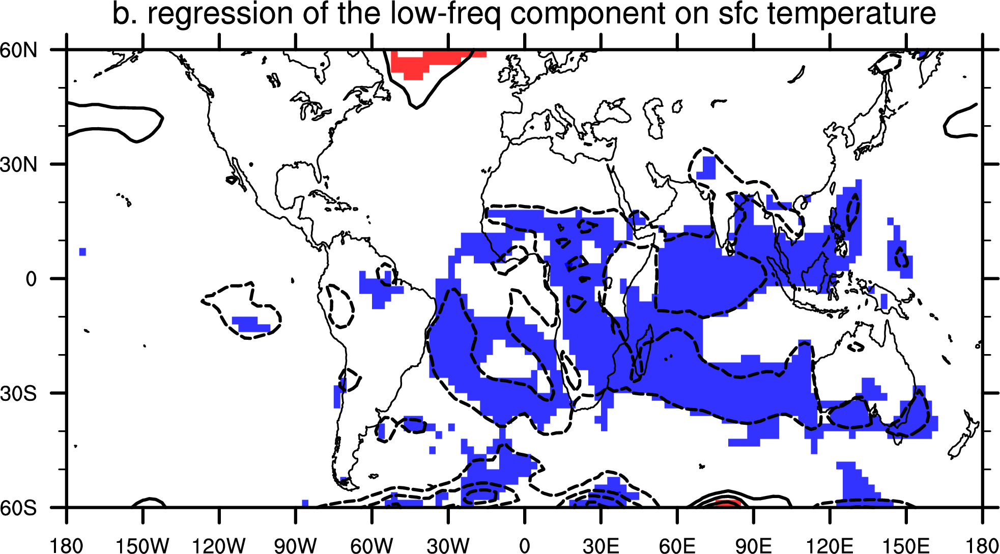 b. regression of the low-freq component on sfc temperature
60N
30N
0
30S
60S
180 150W 120W 90W 60W 30W 0 30E 60E 90E 120E 150E 180